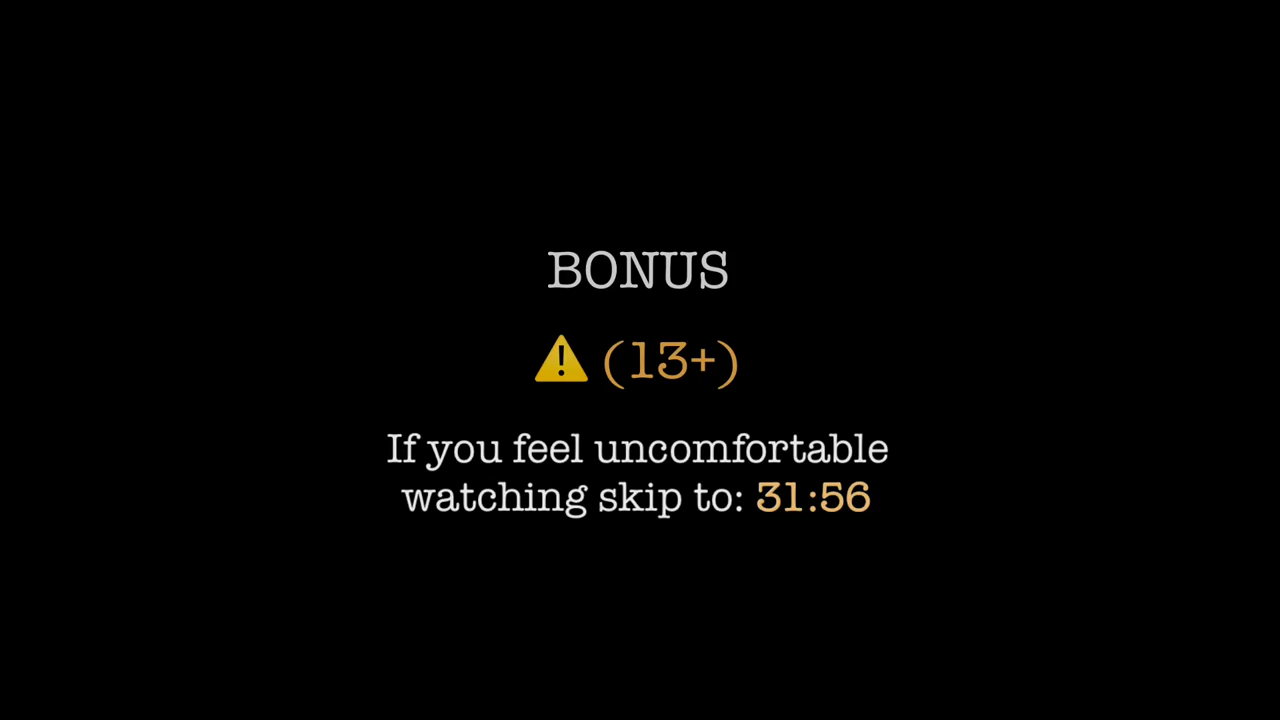 BONUS
⚠ (13+)
If you feel uncomfortable
watching skip to: 31:56